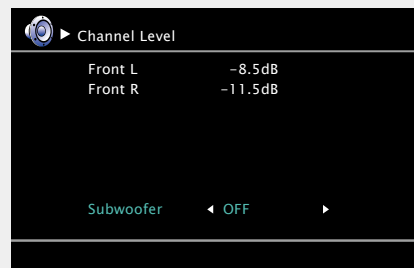 Channel Level
Front L –8.5dB
Front R –11.5dB
Subwoofer OFF